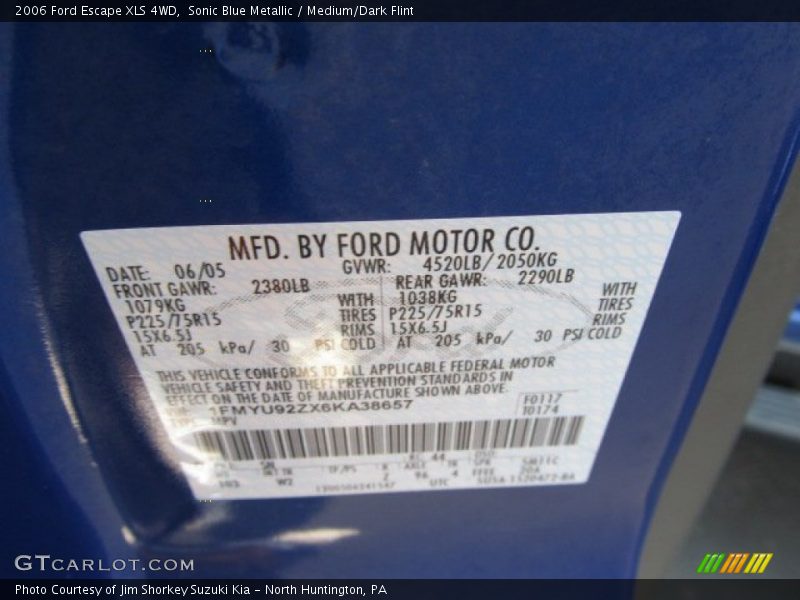 2006 Ford Escape XLS 4WD, Sonic Blue Metallic / Medium/Dark Flint
MFD. BY FORD MOTOR CO.
DATE: 06/05 GVWR: 4520LB/2050KG
FRONT GAWR: 2380LB REAR GAWR: 2290LB
1079KG WITH 1038KG WITH
P225/75R15 TIRES P225/75R15 TIRES
15X6.5J RIMS 15X6.5J RIMS
AT 205 kPa/ 30 PSI COLD AT 205 kPa/ 30 PSI COLD
THIS VEHICLE CONFORMS TO ALL APPLICABLE FEDERAL MOTOR
VEHICLE SAFETY AND THEFT PREVENTION STANDARDS IN
EFFECT ON THE DATE OF MANUFACTURE SHOWN ABOVE
1FMYU92ZX6KA38657
F0117
T0174
MPV
44
UTC
GTCARLOT.COM
Photo Courtesy of Jim Shorkey Suzuki Kia - North Huntington, PA